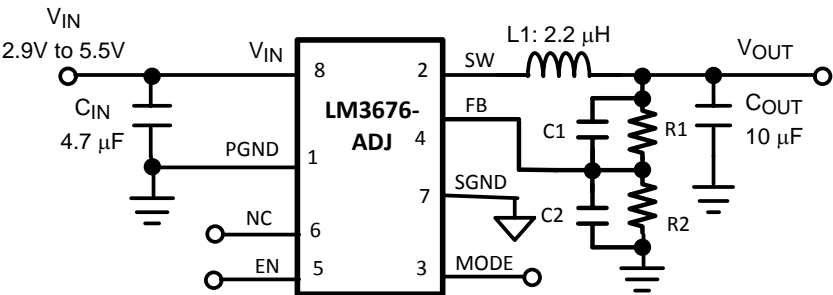 VIN
2.9V to 5.5V
VIN
8
2
SW
L1: 2.2 μH
VOUT
CIN
4.7 μF
LM3676-
ADJ
FB
4
C1
R1
COUT
10 μF
PGND
1
7
SGND
C2
R2
NC
6
EN
5
3
MODE